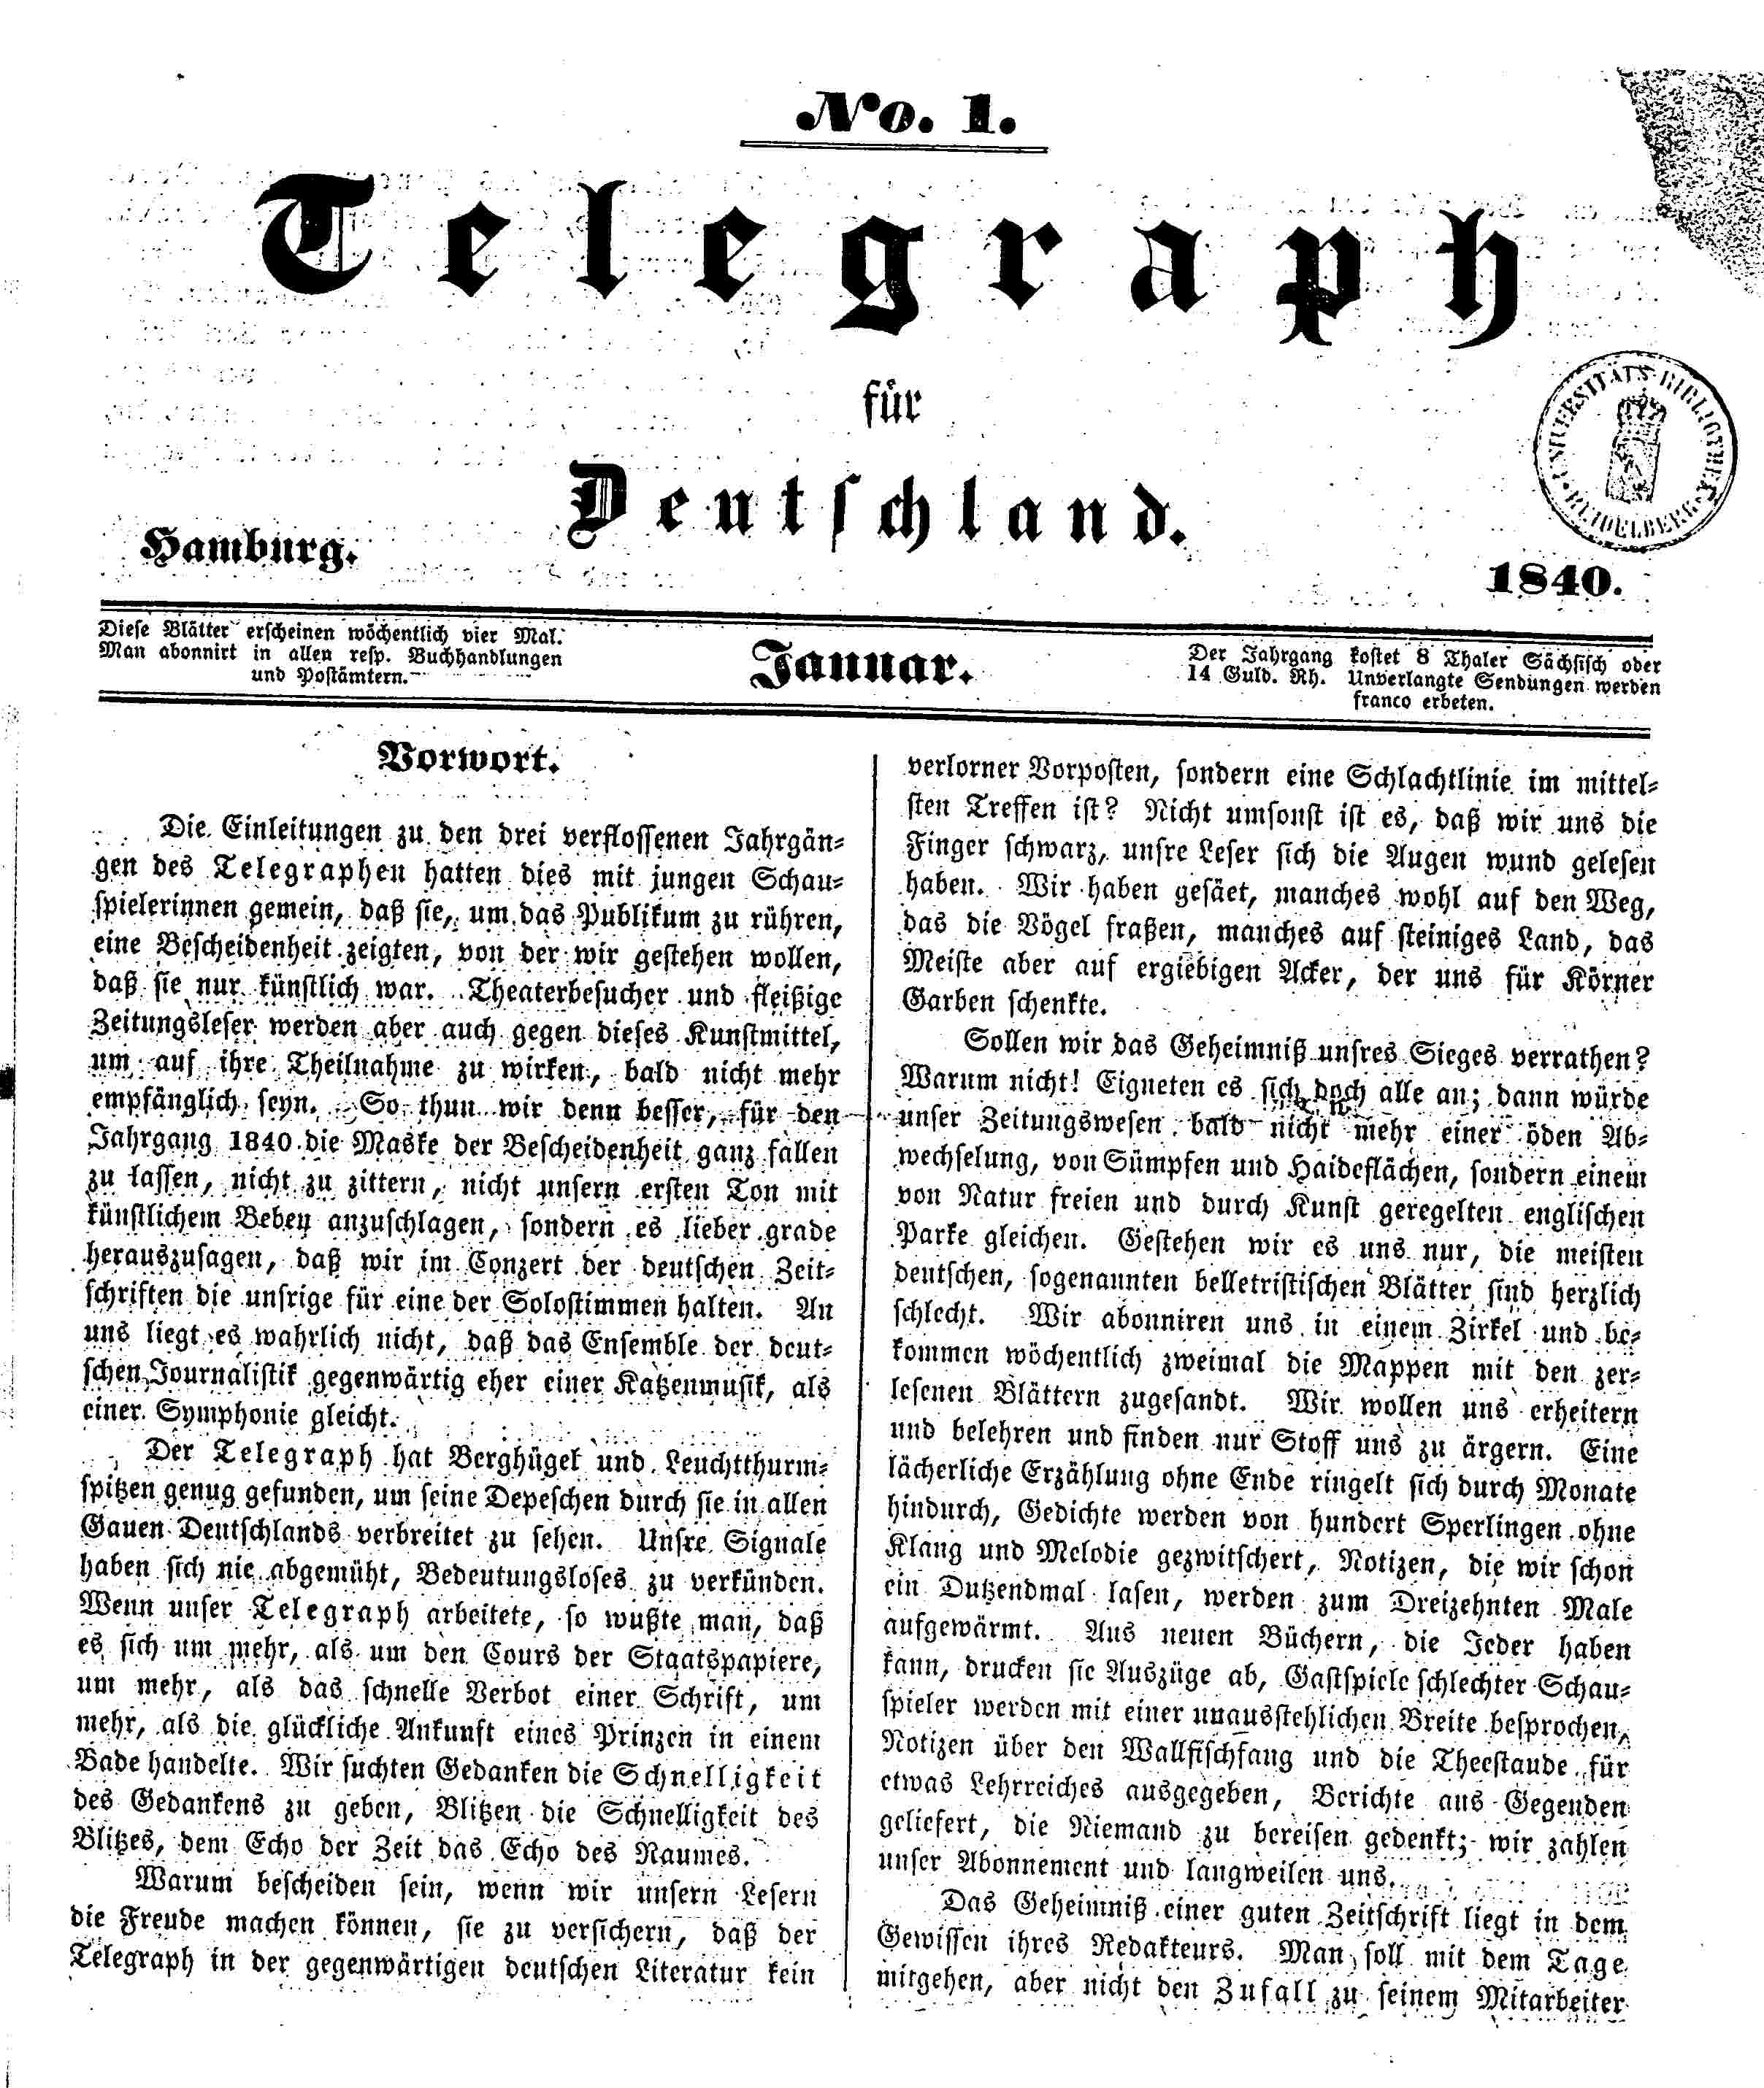 No. 1.
Telegraph
für
Deutschland.
UNIVERSITÄTS-BIBLIOTHEK
HEIDELBERG
Hamburg.
1840.
Diese Blätter erscheinen wöchentlich vier Mal.
Man abonnirt in allen resp. Buchhandlungen
und Postämtern.
Januar.
Der Jahrgang kostet 8 Thaler Sächsisch oder
14 Guld. Rh. Unverlangte Sendungen werden
franco erbeten.
Vorwort.
Die Einleitungen zu den drei verflossenen Jahrgän-
gen des Telegraphen hatten dies mit jungen Schau-
spielerinnen gemein, daß sie, um das Publikum zu rühren,
eine Bescheidenheit zeigten, von der wir gestehen wollen,
daß sie nur künstlich war. Theaterbesucher und fleißige
Zeitungsleser werden aber auch gegen dieses Kunstmittel,
um auf ihre Theilnahme zu wirken, bald nicht mehr
empfänglich seyn. So thun wir denn besser, für den
Jahrgang 1840 die Maske der Bescheidenheit ganz fallen
zu lassen, nicht zu zittern, nicht unsern ersten Ton mit
künstlichem Beben anzuschlagen, sondern es lieber grade
herauszusagen, daß wir im Conzert der deutschen Zeit-
schriften die unsrige für eine der Solostimmen halten. An
uns liegt es wahrlich nicht, daß das Ensemble der deut-
schen Journalistik gegenwärtig eher einer Katzenmusik, als
einer Symphonie gleicht.
Der Telegraph hat Berghügel und Leuchtthurm-
spitzen genug gefunden, um seine Depeschen durch sie in allen
Gauen Deutschlands verbreitet zu sehen. Unsre Signale
haben sich nie abgemüht, Bedeutungsloses zu verkünden.
Wenn unser Telegraph arbeitete, so wußte man, daß
es sich um mehr, als um den Cours der Staatspapiere,
um mehr, als das schnelle Verbot einer Schrift, um
mehr, als die glückliche Ankunft eines Prinzen in einem
Bade handelte. Wir suchten Gedanken die Schnelligkeit
des Gedankens zu geben, Blitzen die Schnelligkeit des
Blitzes, dem Echo der Zeit das Echo des Raumes.
Warum bescheiden sein, wenn wir unsern Lesern
die Freude machen können, sie zu versichern, daß der
Telegraph in der gegenwärtigen deutschen Literatur kein
verlorner Vorposten, sondern eine Schlachtlinie im mittel-
sten Treffen ist? Nicht umsonst ist es, daß wir uns die
Finger schwarz, unsre Leser sich die Augen wund gelesen
haben. Wir haben gesäet, manches wohl auf den Weg,
das die Vögel fraßen, manches auf steiniges Land, das
Meiste aber auf ergiebigen Acker, der uns für Körner
Garben schenkte.
Sollen wir das Geheimniß unsres Sieges verrathen?
Warum nicht! Eigneten es sich doch alle an; dann würde
unser Zeitungswesen bald nicht mehr einer öden Ab-
wechselung, von Sümpfen und Haideflächen, sondern einem
von Natur freien und durch Kunst geregelten englischen
Parke gleichen. Gestehen wir es uns nur, die meisten
deutschen, sogenannten belletristischen Blätter sind herzlich
schlecht. Wir abonniren uns in einem Zirkel und be-
kommen wöchentlich zweimal die Mappen mit den zer-
lesenen Blättern zugesandt. Wir wollen uns erheitern
und belehren und finden nur Stoff uns zu ärgern. Eine
lächerliche Erzählung ohne Ende ringelt sich durch Monate
hindurch, Gedichte werden von hundert Sperlingen ohne
Klang und Melodie gezwitschert, Notizen, die wir schon
ein Dutzendmal lasen, werden zum Dreizehnten Male
aufgewärmt. Aus neuen Büchern, die Jeder haben
kann, drucken sie Auszüge ab, Gastspiele schlechter Schau-
spieler werden mit einer unausstehlichen Breite besprochen,
Notizen über den Wallfischfang und die Theestaude für
etwas Lehrreiches ausgegeben, Berichte aus Gegenden
geliefert, die Niemand zu bereisen gedenkt; wir zahlen
unser Abonnement und langweilen uns.
Das Geheimniß einer guten Zeitschrift liegt in dem
Gewissen ihres Redakteurs. Man soll mit dem Tage
mitgehen, aber nicht den Zufall zu seinem Mitarbeiter